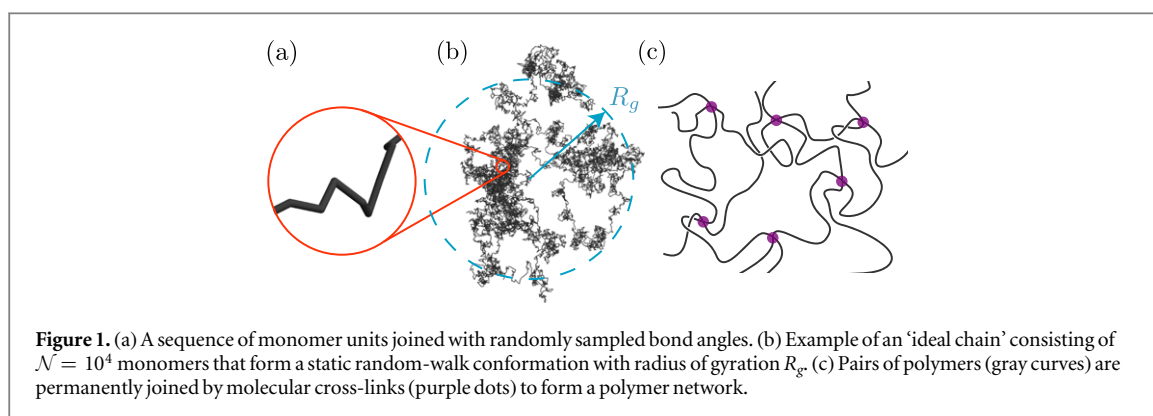 (a)
(b)
(c)
R_g
Figure 1. (a) A sequence of monomer units joined with randomly sampled bond angles. (b) Example of an ‘ideal chain’ consisting of
𝒩 = 10⁴ monomers that form a static random-walk conformation with radius of gyration R_g. (c) Pairs of polymers (gray curves) are
permanently joined by molecular cross-links (purple dots) to form a polymer network.